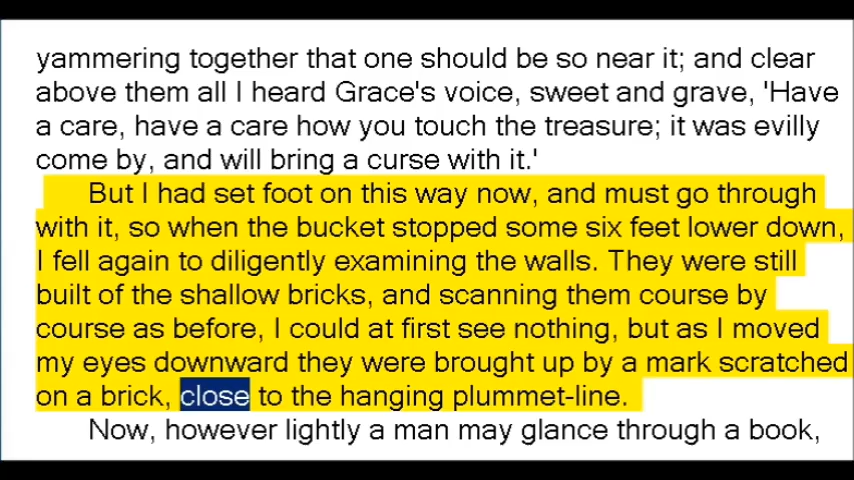 yammering together that one should be so near it; and clear
above them all I heard Grace's voice, sweet and grave, 'Have
a care, have a care how you touch the treasure; it was evilly
come by, and will bring a curse with it.'
But I had set foot on this way now, and must go through
with it, so when the bucket stopped some six feet lower down,
I fell again to diligently examining the walls. They were still
built of the shallow bricks, and scanning them course by
course as before, I could at first see nothing, but as I moved
my eyes downward they were brought up by a mark scratched
on a brick, close to the hanging plummet-line.
Now, however lightly a man may glance through a book,